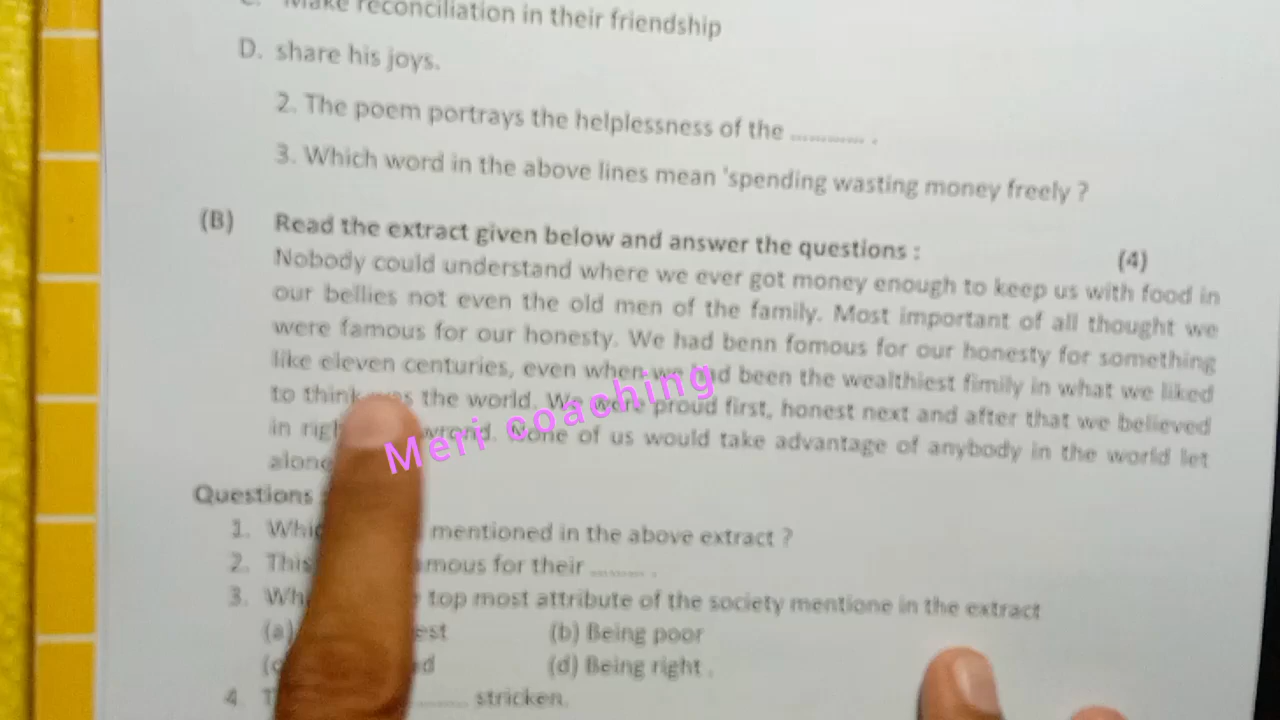 Make reconciliation in their friendship
D. share his joys.
2. The poem portrays the helplessness of the ............ .
3. Which word in the above lines mean 'spending wasting money freely ?
(B) Read the extract given below and answer the questions : (4)
Nobody could understand where we ever got money enough to keep us with food in
our bellies not even the old men of the family. Most important of all thought we
were famous for our honesty. We had benn fomous for our honesty for something
like eleven centuries, even when we had been the wealthiest fimily in what we liked
to think was the world. We were proud first, honest next and after that we believed
in wrond. None of us would take advantage of anybody in the world let
alone
Meri coaching
Questions
1. mentioned in the above extract ?
2. This for their ......... .
3. top most attribute of the society mentione in the extract
(a) (b) Being poor
(d) Being right .
4. ......... stricken.